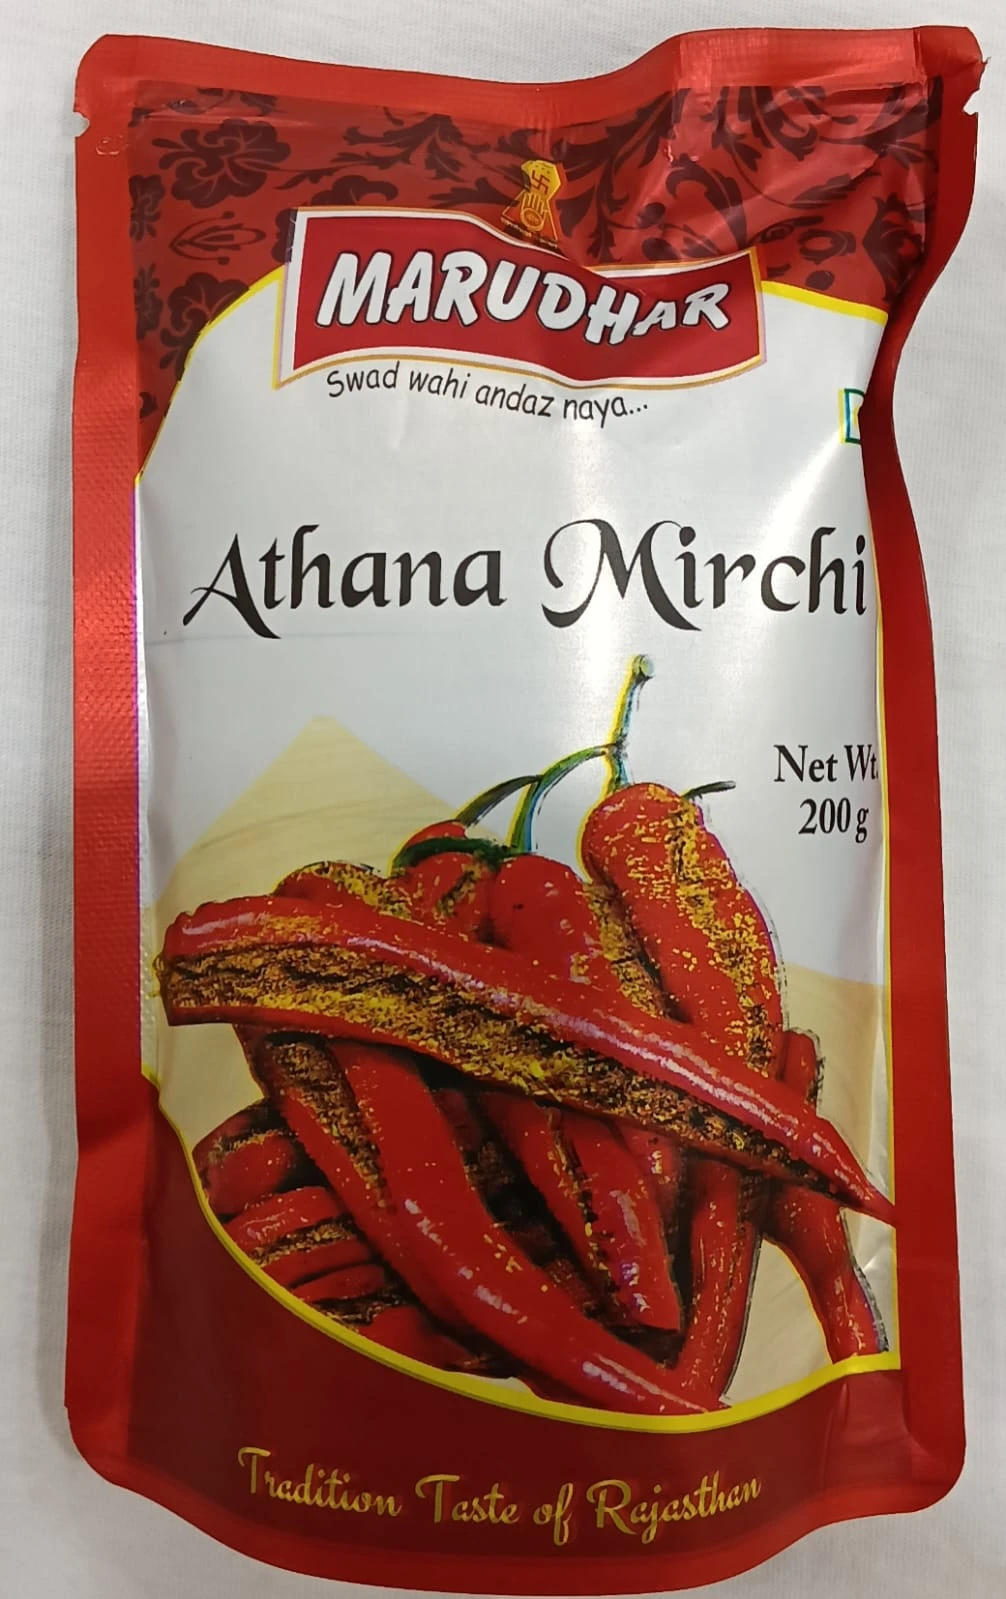 MARUDHAR
Swad wahi andaz naya...
Athana Mirchi
Net Wt.
200 g
Tradition Taste of Rajasthan